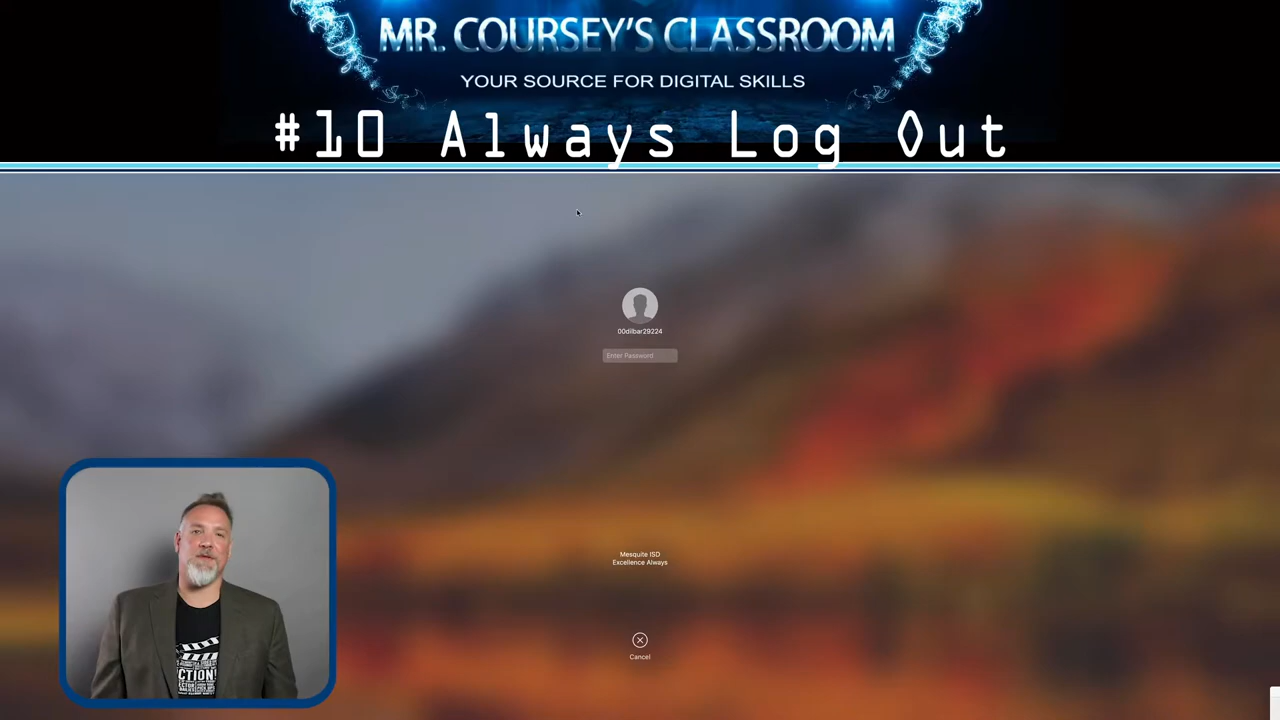 MR. COURSEY'S CLASSROOM
YOUR SOURCE FOR DIGITAL SKILLS
#10 Always Log Out
00dilbar29224
Enter Password
Mesquite ISD
Excellence Always
Cancel
CTION!